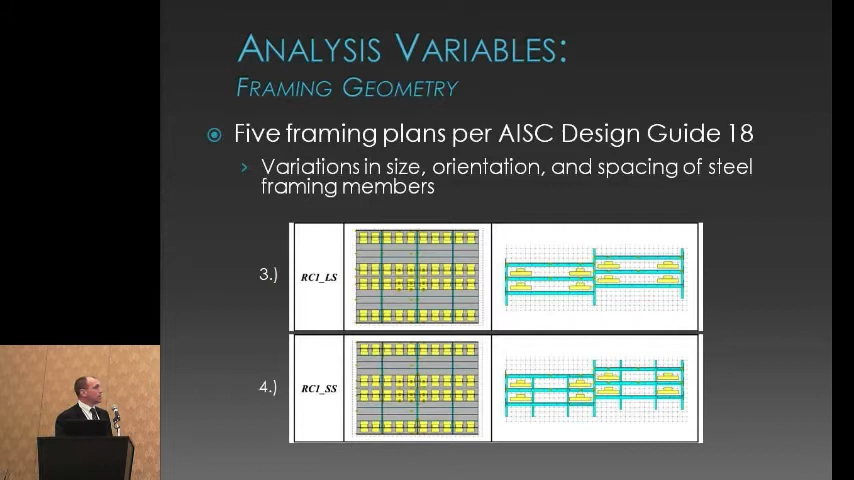 ANALYSIS VARIABLES:
FRAMING GEOMETRY
Five framing plans per AISC Design Guide 18
Variations in size, orientation, and spacing of steel
framing members
3.) RC1_LS
4.) RC1_SS